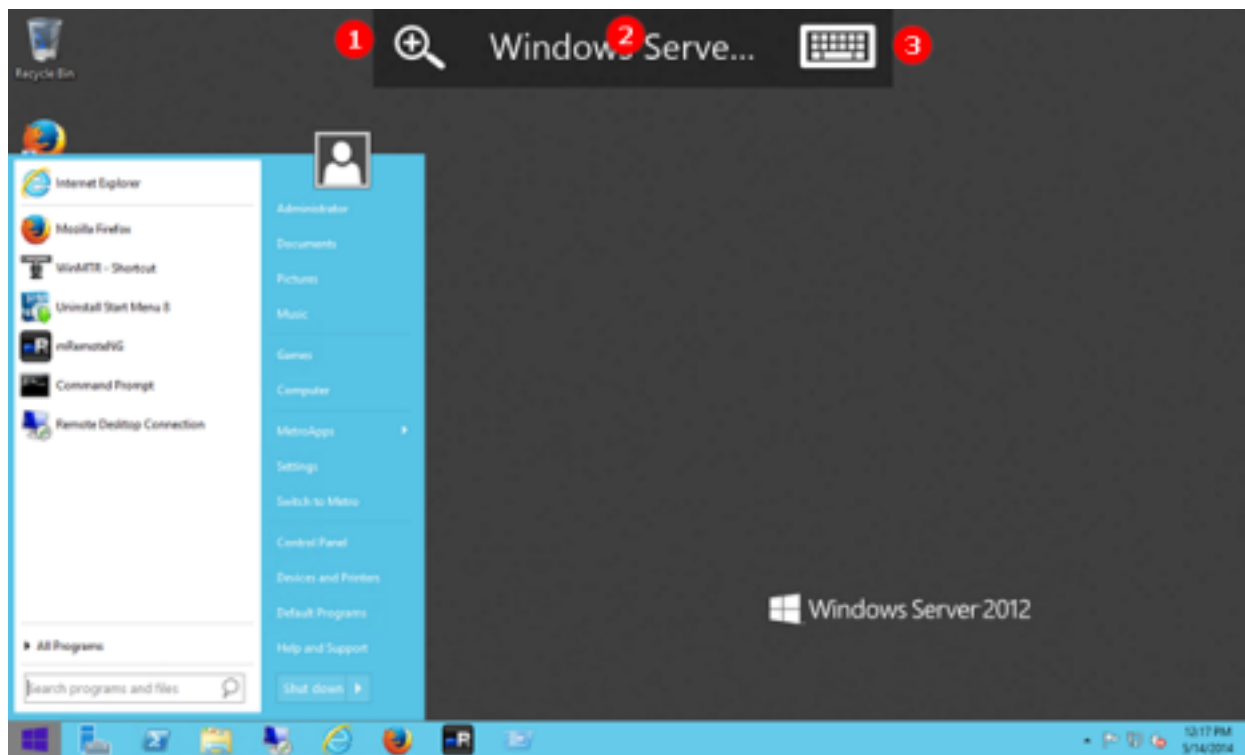 Recycle Bin
1
Windows Serve...
2
3
Internet Explorer
Mozilla Firefox
WinMTR - Shortcut
Uninstall Start Menu 8
mRemoteNG
Command Prompt
Remote Desktop Connection
All Programs
Search programs and files
Administrator
Documents
Pictures
Music
Games
Computer
MetroApps
Settings
Switch to Metro
Control Panel
Devices and Printers
Default Programs
Help and Support
Shut down
Windows Server 2012
12:17 PM
5/14/2014